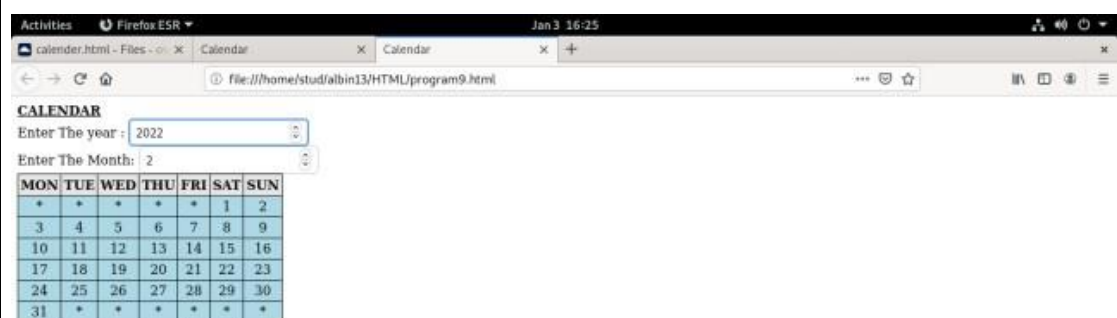 Activities Firefox ESR Jan 3 16:25
calender.html - Files - Calendar Calendar
file:///home/stud/albin13/HTML/program9.html
CALENDAR
Enter The year : 2022
Enter The Month: 2
MON TUE WED THU FRI SAT SUN
* * * * * 1 2
3 4 5 6 7 8 9
10 11 12 13 14 15 16
17 18 19 20 21 22 23
24 25 26 27 28 29 30
31 * * * * * *